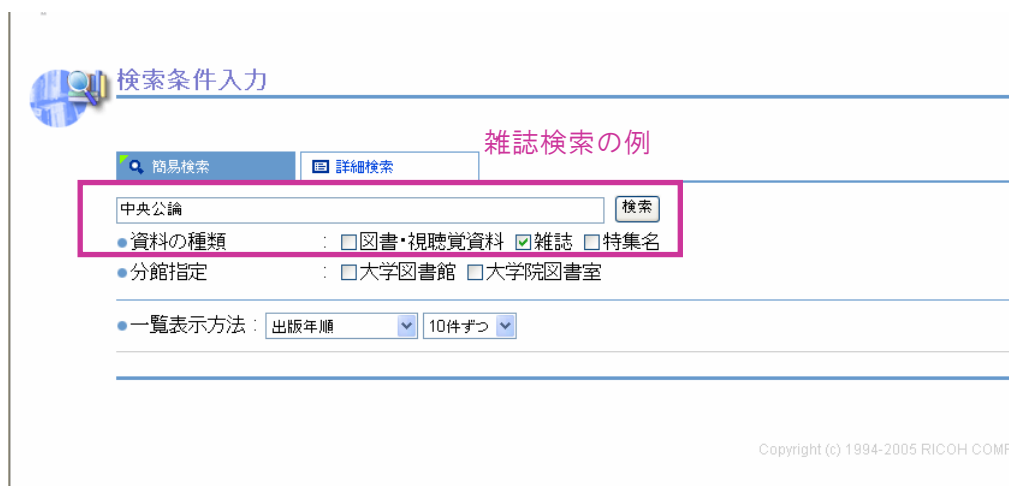 検索条件入力
雑誌検索の例
簡易検索 詳細検索
中央公論 検索
●資料の種類 : □図書・視聴覚資料 ☑雑誌 □特集名
●分館指定 : □大学図書館 □大学院図書室
●一覧表示方法 : 出版年順 10件ずつ
Copyright (c) 1994-2005 RICOH